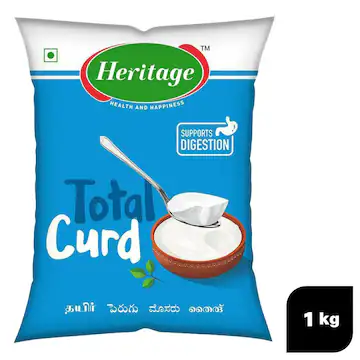 Heritage
TM
HEALTH AND HAPPINESS
SUPPORTS
DIGESTION
Total
Curd
தயிர் పెరుగు ಮೊಸರು തൈര്
1 kg